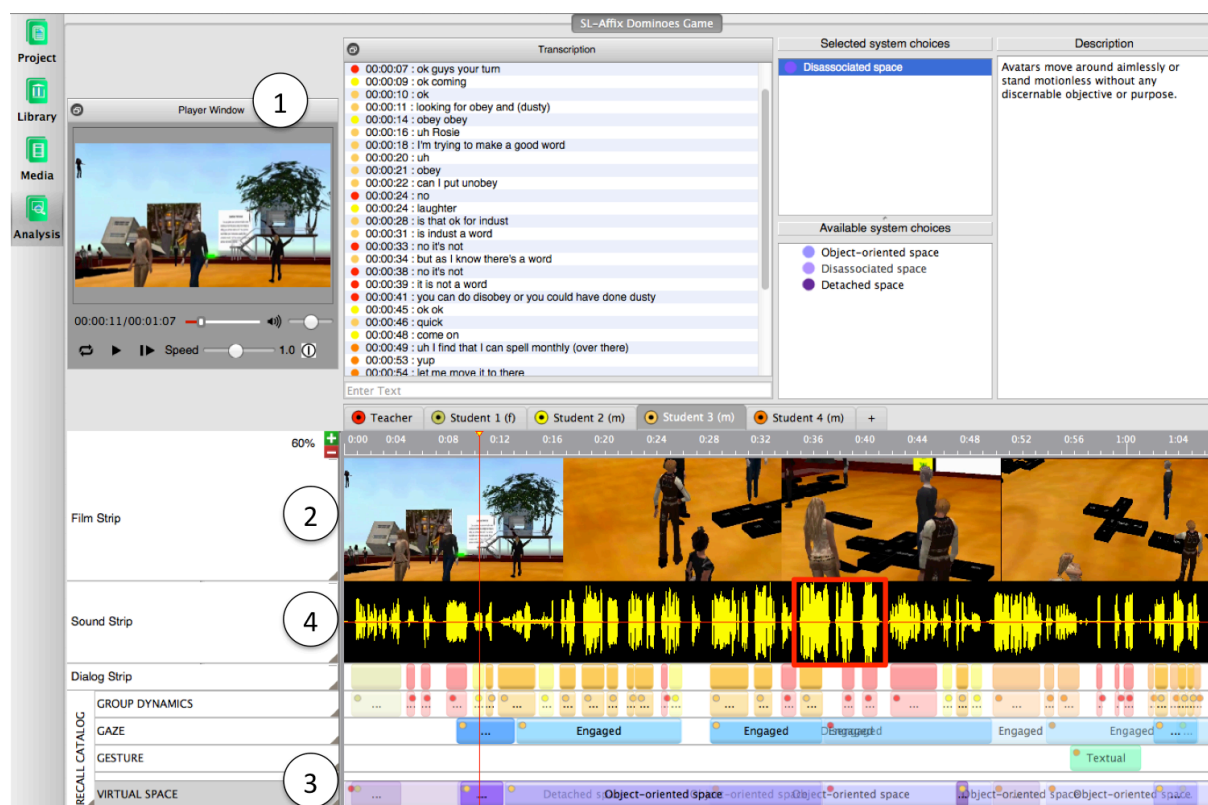 SL-Affix Dominoes Game
Project
Library
Media
Analysis
Player Window
1
00:00:11/00:01:07
Speed 1.0
Transcription
00:00:07 : ok guys your turn
00:00:09 : ok coming
00:00:10 : ok
00:00:11 : looking for obey and (dusty)
00:00:14 : obey obey
00:00:16 : uh Rosie
00:00:18 : I'm trying to make a good word
00:00:20 : uh
00:00:21 : obey
00:00:22 : can I put unobey
00:00:24 : no
00:00:24 : laughter
00:00:28 : is that ok for indust
00:00:31 : is indust a word
00:00:33 : no it's not
00:00:34 : but as I know there's a word
00:00:38 : no it's not
00:00:39 : it is not a word
00:00:41 : you can do disobey or you could have done dusty
00:00:45 : ok ok
00:00:46 : quick
00:00:48 : come on
00:00:49 : uh I find that I can spell monthly (over there)
00:00:53 : yup
00:00:54 : let me move it to there
Enter Text
Selected system choices
Disassociated space
Available system choices
Object-oriented space
Disassociated space
Detached space
Description
Avatars move around aimlessly or
stand motionless without any
discernable objective or purpose.
Teacher Student 1 (f) Student 2 (m) Student 3 (m) Student 4 (m) +
60% 0:00 0:04 0:08 0:12 0:16 0:20 0:24 0:28 0:32 0:36 0:40 0:44 0:48 0:52 0:56 1:00 1:04
Film Strip 2
Sound Strip 4
Dialog Strip
RECALL CATALOG
GROUP DYNAMICS
GAZE ... Engaged Engaged Engaged Engaged Engaged ...
GESTURE Textual
3
VIRTUAL SPACE ... Detached Object-oriented space Object-oriented space Object-oriented space Object-oriented space